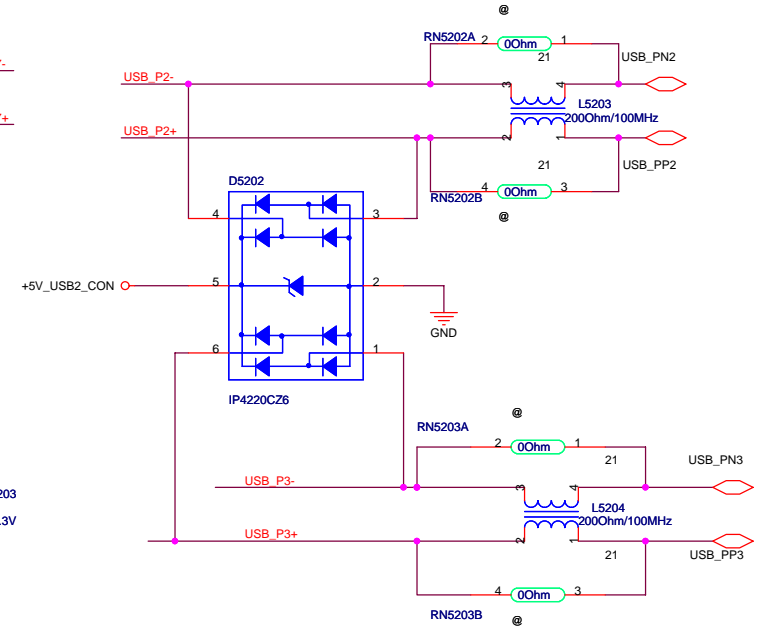 @
RN5202A
2
0Ohm
1
21
USB_PN2
-
USB_P2-
3
4
L5203
200Ohm/100MHz
+
USB_P2+
2
1
21
USB_PP2
D5202
RN5202B
4
0Ohm
3
@
4
3
+5V_USB2_CON
5
2
GND
6
1
IP4220CZ6
@
RN5203A
2
0Ohm
1
21
USB_PN3
203
USB_P3-
3
4
L5204
200Ohm/100MHz
3V
USB_P3+
2
1
21
USB_PP3
4
0Ohm
3
RN5203B
@